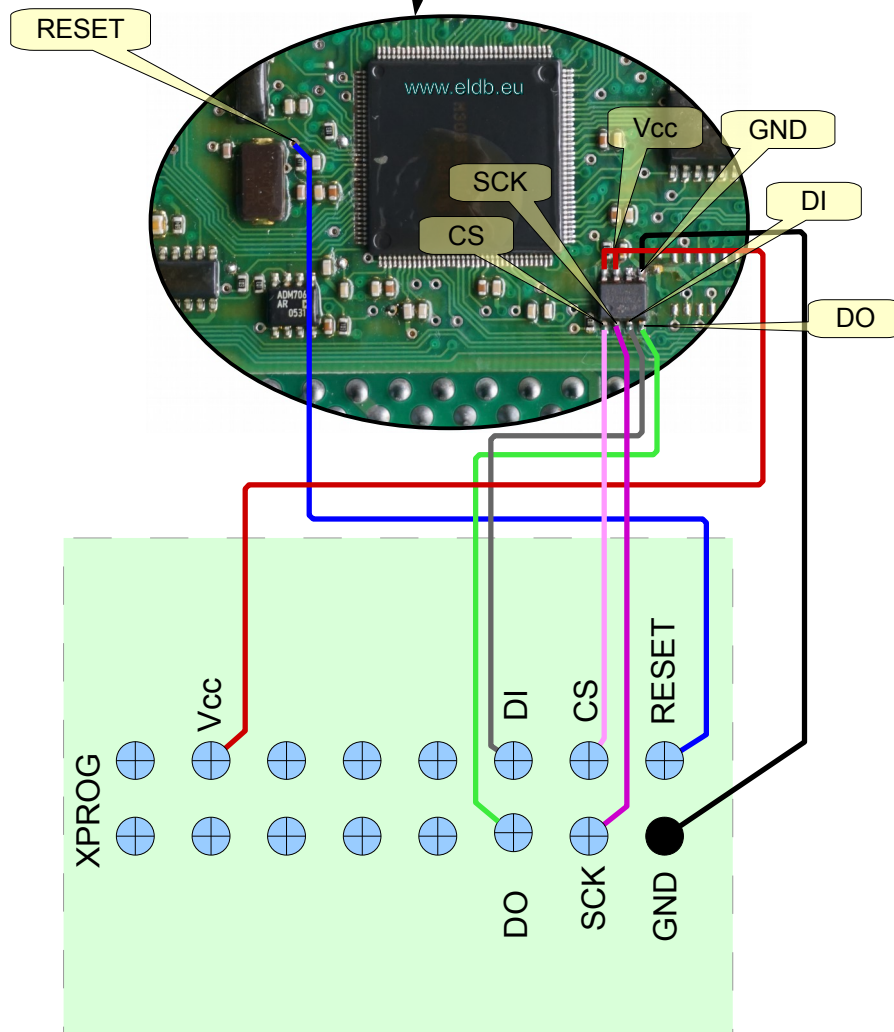 RESET
www.eldb.eu
Vcc
GND
SCK
DI
CS
DO
ADM706
AR
0531
Vcc
DI
CS
RESET
XPROG
DO
SCK
GND